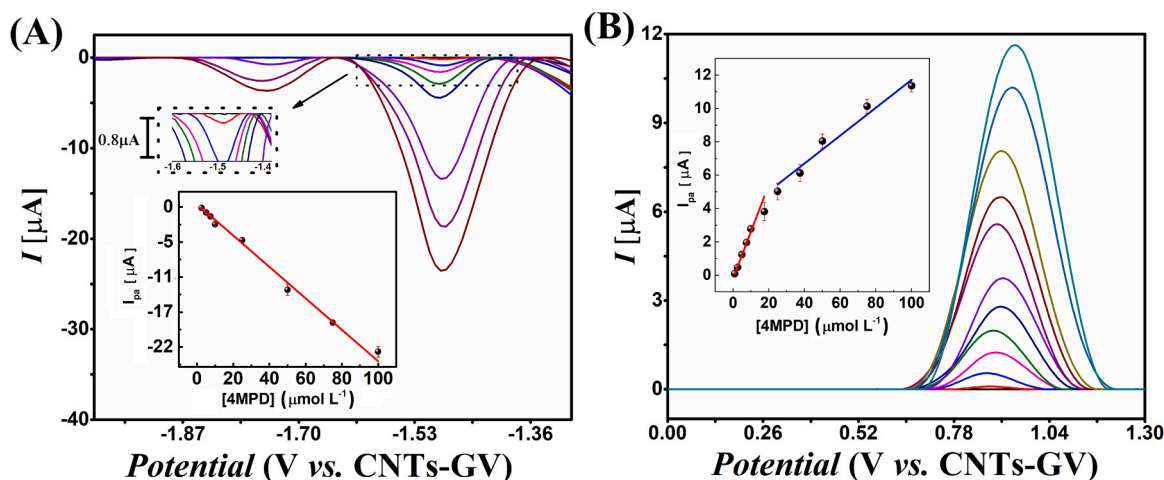 (A)
0
-10
-20
-30
-40
I [μA]
0.8μA
-1.6 -1.5 -1.4
0
-5
-11
-17
-22
Ipa [ μA ]
0 20 40 60 80 100
[4MPD] (μmol L-1)
-1.87 -1.70 -1.53 -1.36
Potential (V vs. CNTs-GV)
(B)
12
9
6
3
0
I [μA]
12
10
8
6
4
2
0
Ipa [ μA ]
0 20 40 60 80 100
[4MPD] (μmol L-1)
0.00 0.26 0.52 0.78 1.04 1.30
Potential (V vs. CNTs-GV)